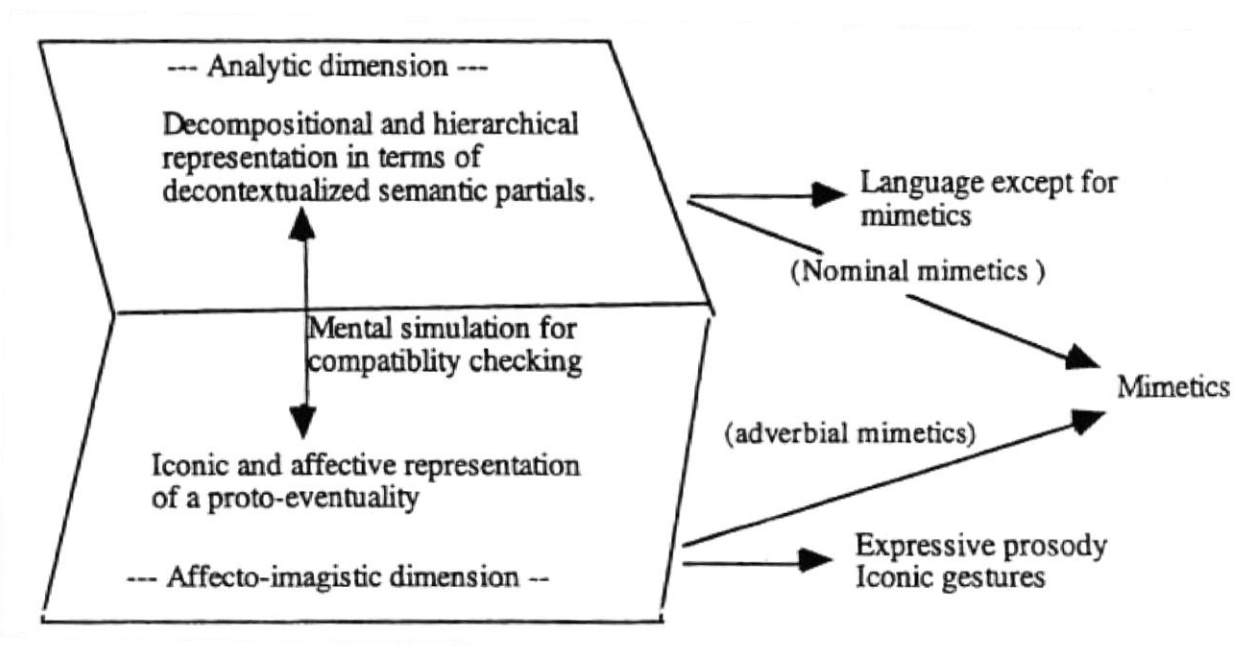 --- Analytic dimension ---
Decompositional and hierarchical
representation in terms of
decontextualized semantic partials.
Language except for
mimetics
(Nominal mimetics )
Mental simulation for
compatiblity checking
Mimetics
(adverbial mimetics)
Iconic and affective representation
of a proto-eventuality
Expressive prosody
Iconic gestures
--- Affecto-imagistic dimension --